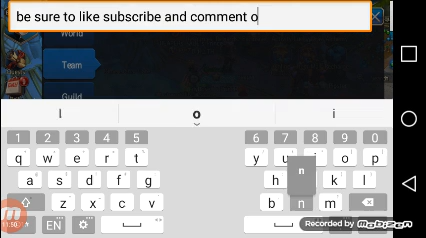 be sure to like subscribe and comment o
World
Team
Guild
l o i
1 2 3 4 5 6 7 8 9 0
q w e r t y u i o p
a s d f g h k l
n
z x c v b n m
EN
Recorded by Mobizen